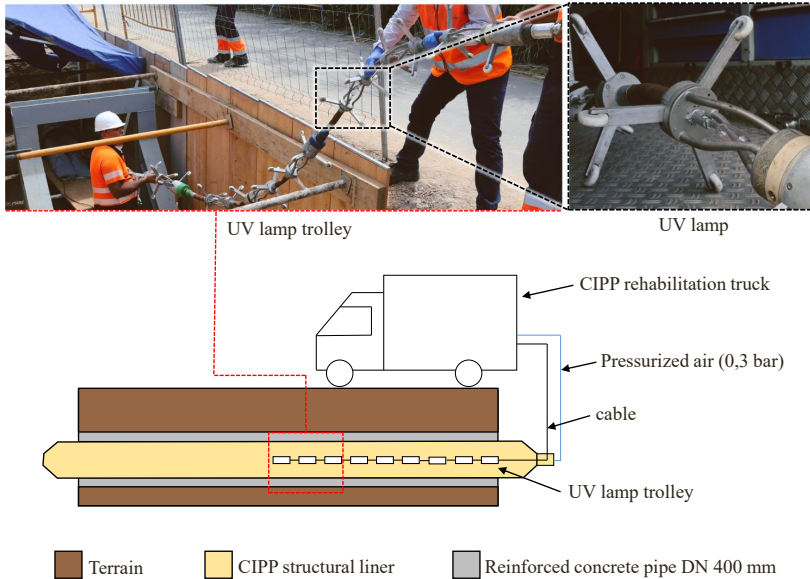 UV lamp trolley
UV lamp
CIPP rehabilitation truck
Pressurized air (0,3 bar)
cable
UV lamp trolley
Terrain
CIPP structural liner
Reinforced concrete pipe DN 400 mm